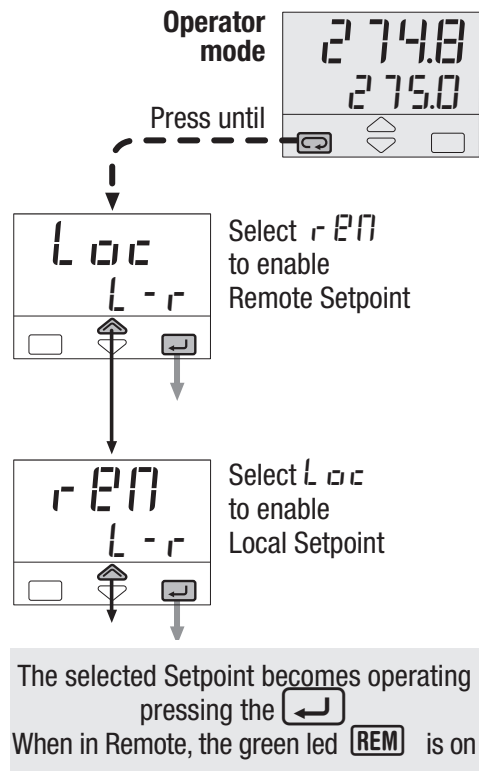 Operator
mode
274.8
275.0
Press until
Loc
L-r
Select rEM
to enable
Remote Setpoint
rEM
L-r
Select Loc
to enable
Local Setpoint
The selected Setpoint becomes operating
pressing the
When in Remote, the green led REM is on